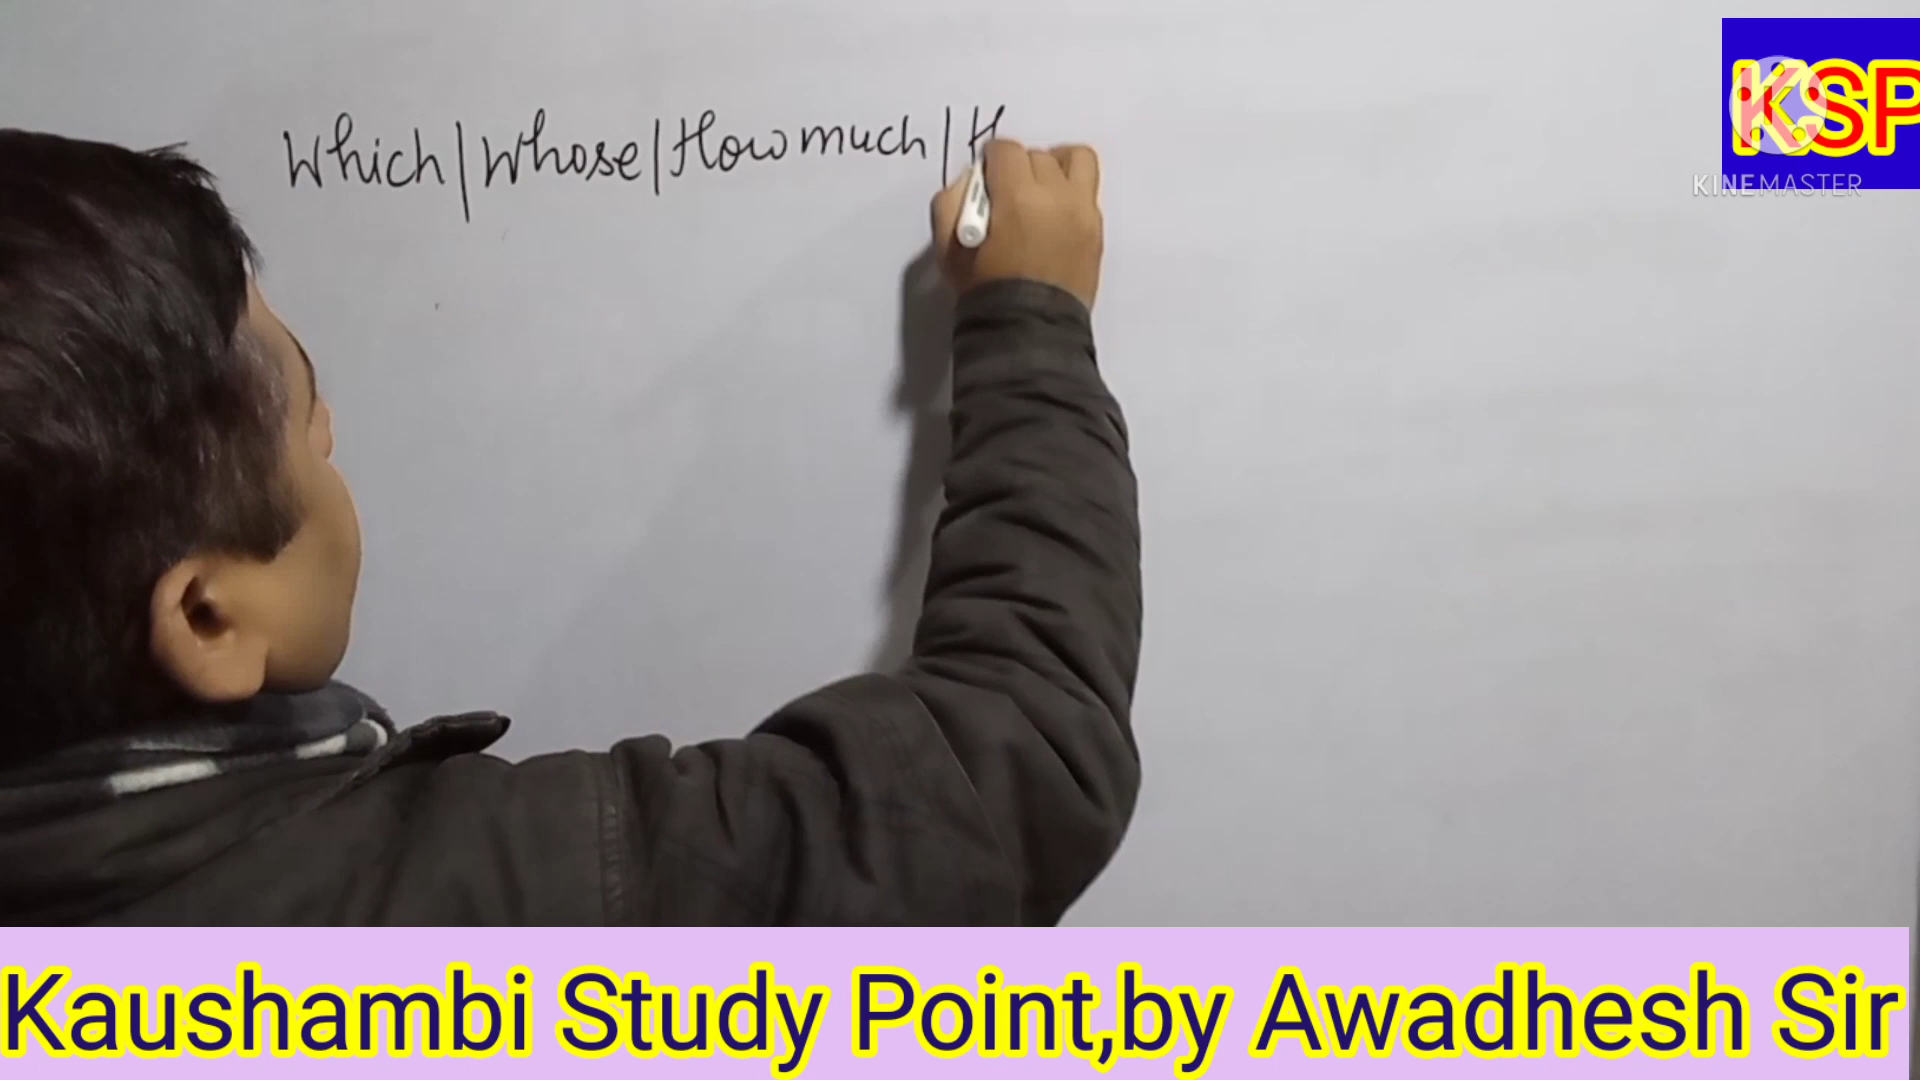 Which | Whose | How much | H
KSP
KINEMASTER
Kaushambi Study Point,by Awadhesh Sir